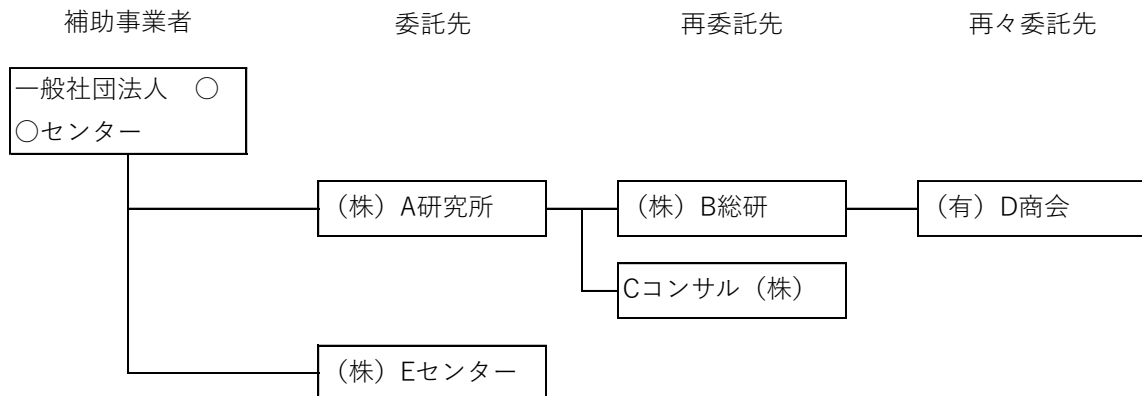 補助事業者 委託先 再委託先 再々委託先
一般社団法人　○
○センター
（株）A研究所 （株）B総研 （有）D商会
Cコンサル（株）
（株）Eセンター